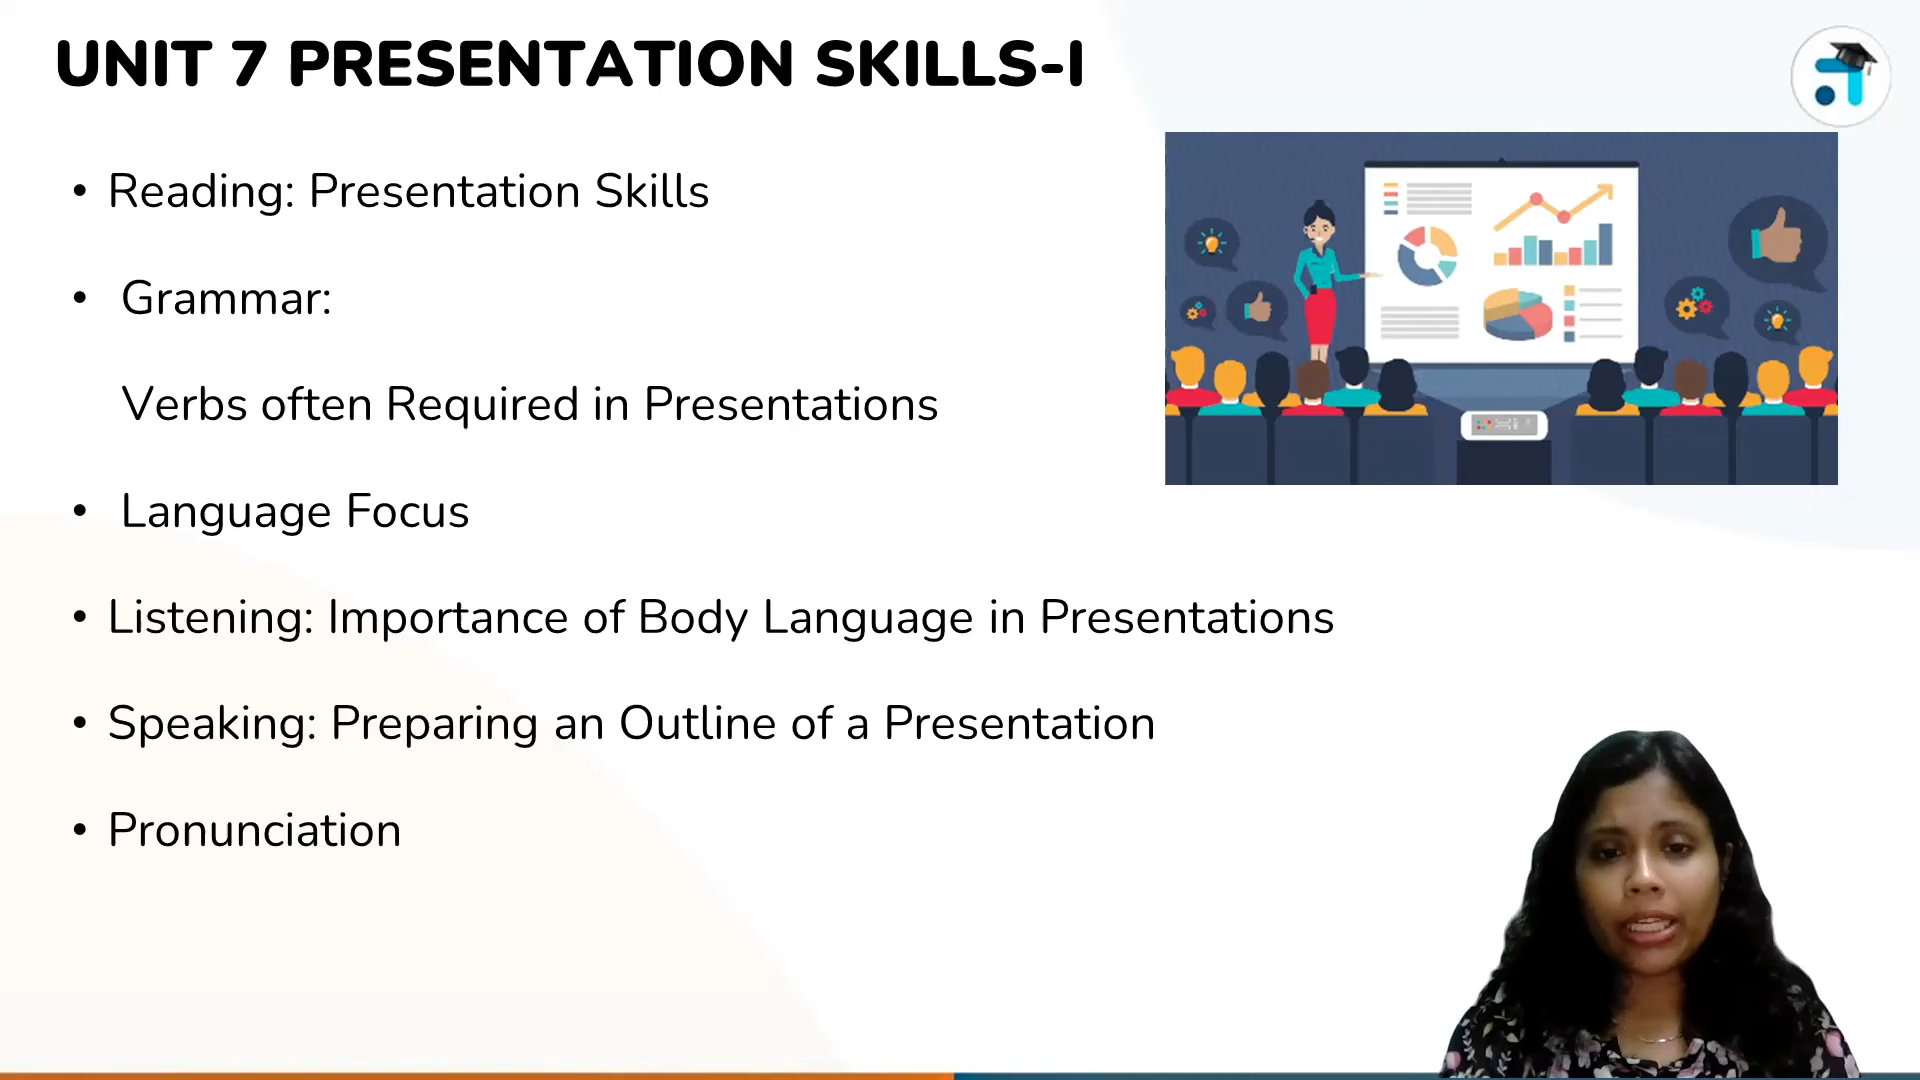 UNIT 7 PRESENTATION SKILLS-I
• Reading: Presentation Skills
• Grammar:
Verbs often Required in Presentations
• Language Focus
• Listening: Importance of Body Language in Presentations
• Speaking: Preparing an Outline of a Presentation
• Pronunciation